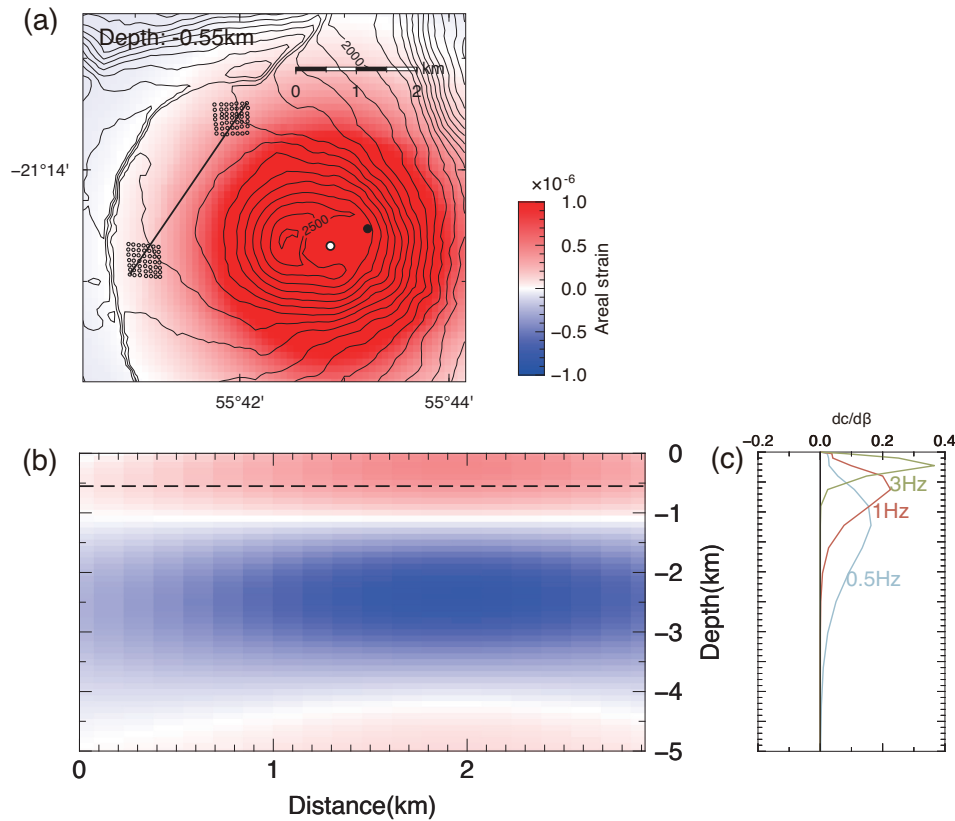 (a)
Depth: -0.55km
2000
km
0 1 2
−21°14'
2500
×10⁻⁶
1.0
0.5
0.0
−0.5
−1.0
Areal strain
55°42' 55°44'
(b)
0
−1
−2
−3
−4
−5
Depth(km)
0 1 2
Distance(km)
(c)
dc/dβ
−0.2 0.0 0.2 0.4
3Hz
1Hz
0.5Hz